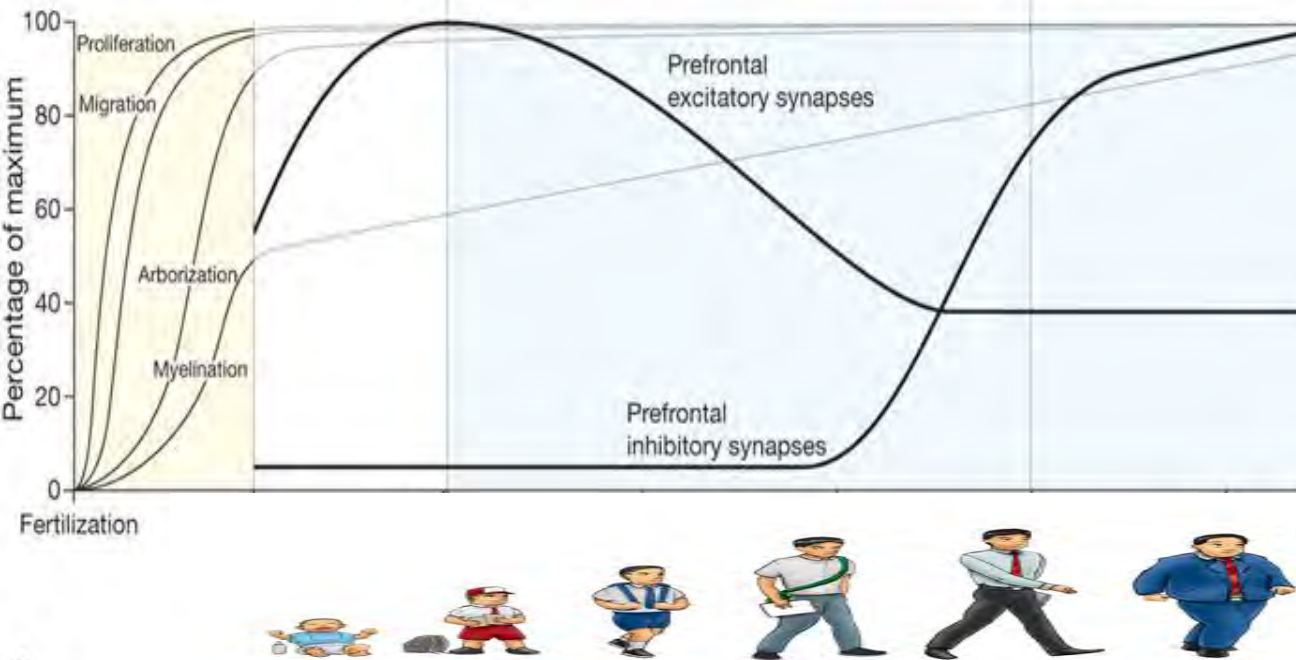 Percentage of maximum
100
80
60
40
20
0
Proliferation
Migration
Arborization
Myelination
Prefrontal
excitatory synapses
Prefrontal
inhibitory synapses
Fertilization